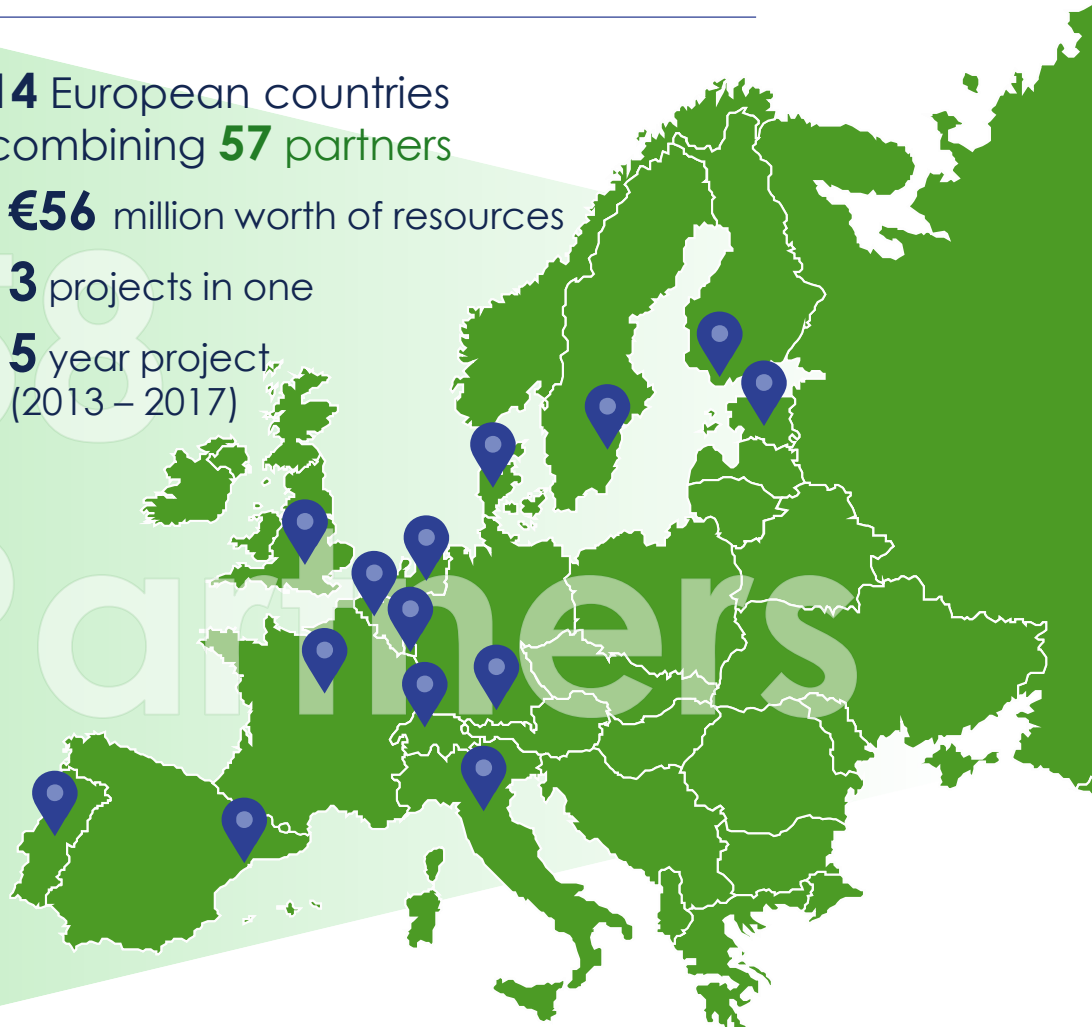 14 European countries
combining 57 partners
€56 million worth of resources
3 projects in one
5 year project
(2013 – 2017)
58
Partners